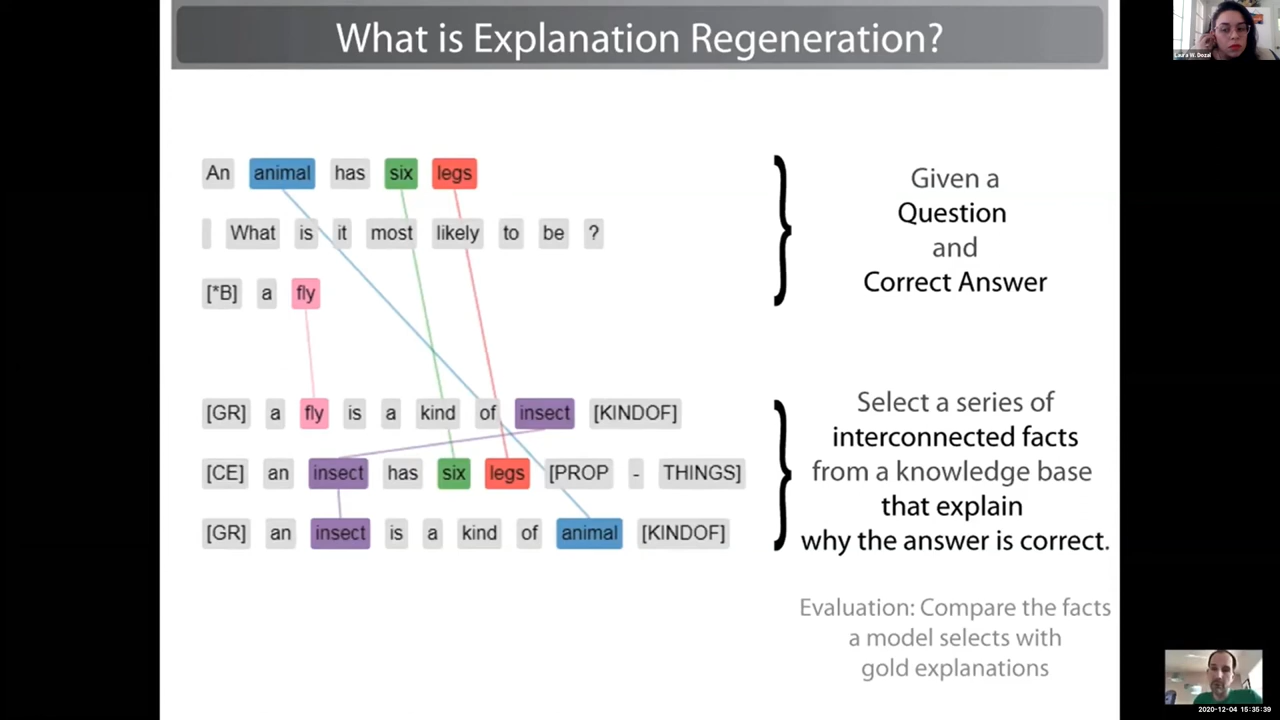 What is Explanation Regeneration?
Laura W. Dozal
An animal has six legs
What is it most likely to be ?
[*B] a fly
Given a
Question
and
Correct Answer
[GR] a fly is a kind of insect [KINDOF]
[CE] an insect has six legs [PROP - THINGS]
[GR] an insect is a kind of animal [KINDOF]
Select a series of
interconnected facts
from a knowledge base
that explain
why the answer is correct.
Evaluation: Compare the facts
a model selects with
gold explanations
2020-12-04 15:35:39